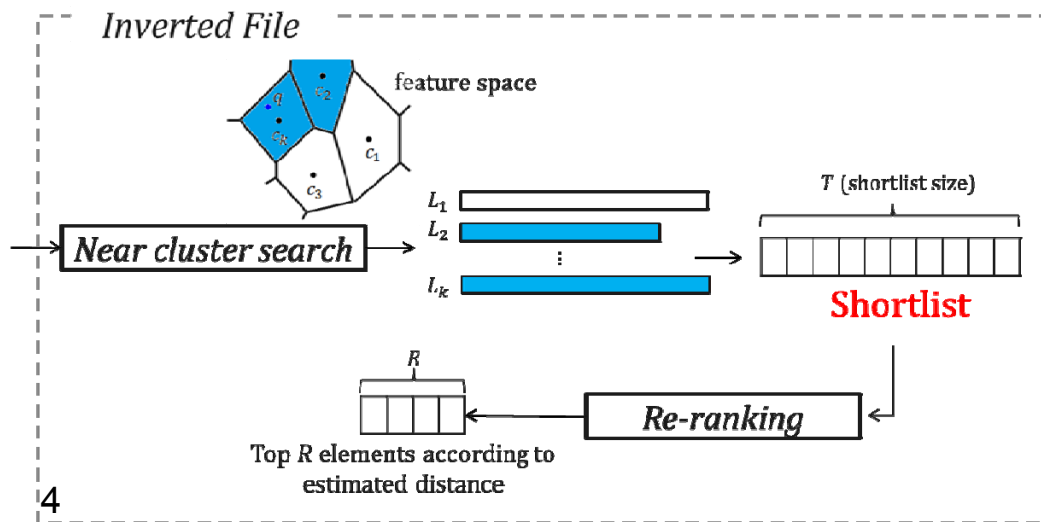 Inverted File
feature space
q
c₂
cₖ
c₁
c₃
L₁
L₂
⋮
Lₖ
T (shortlist size)
Near cluster search
Shortlist
R
Re-ranking
Top R elements according to
estimated distance
4